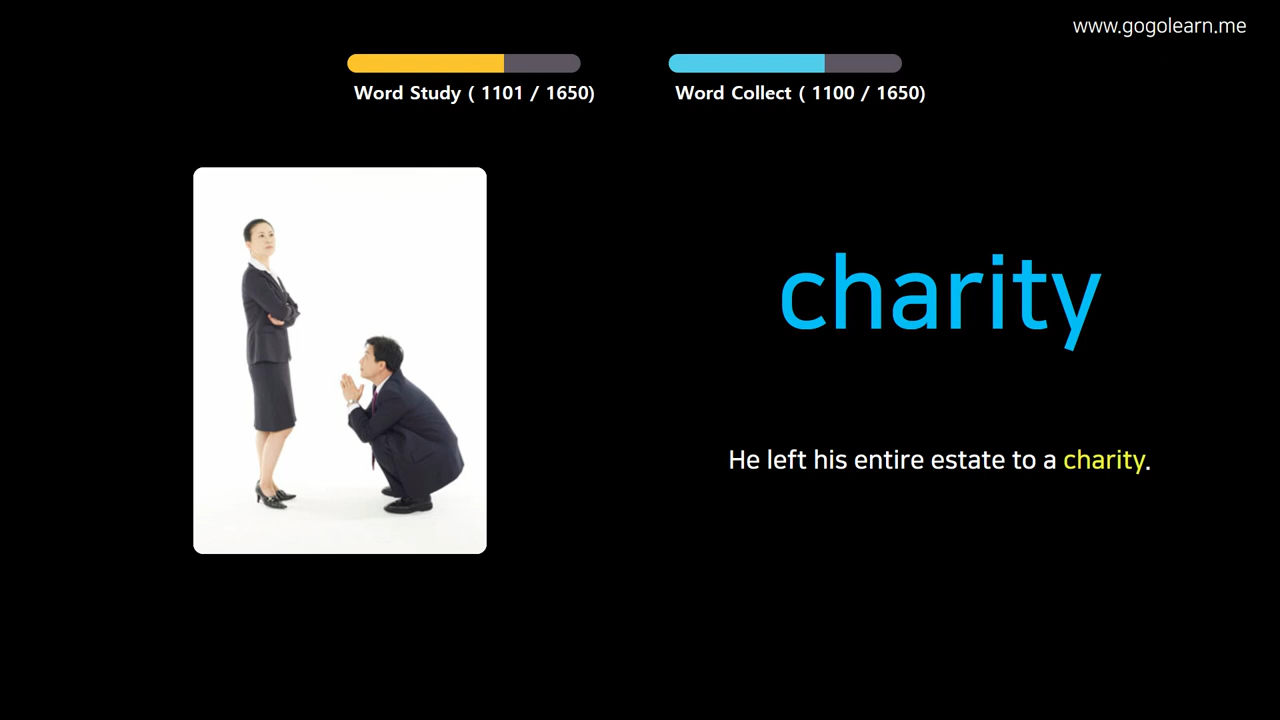 www.gogolearn.me
Word Study ( 1101 / 1650)
Word Collect ( 1100 / 1650)
charity
He left his entire estate to a charity.